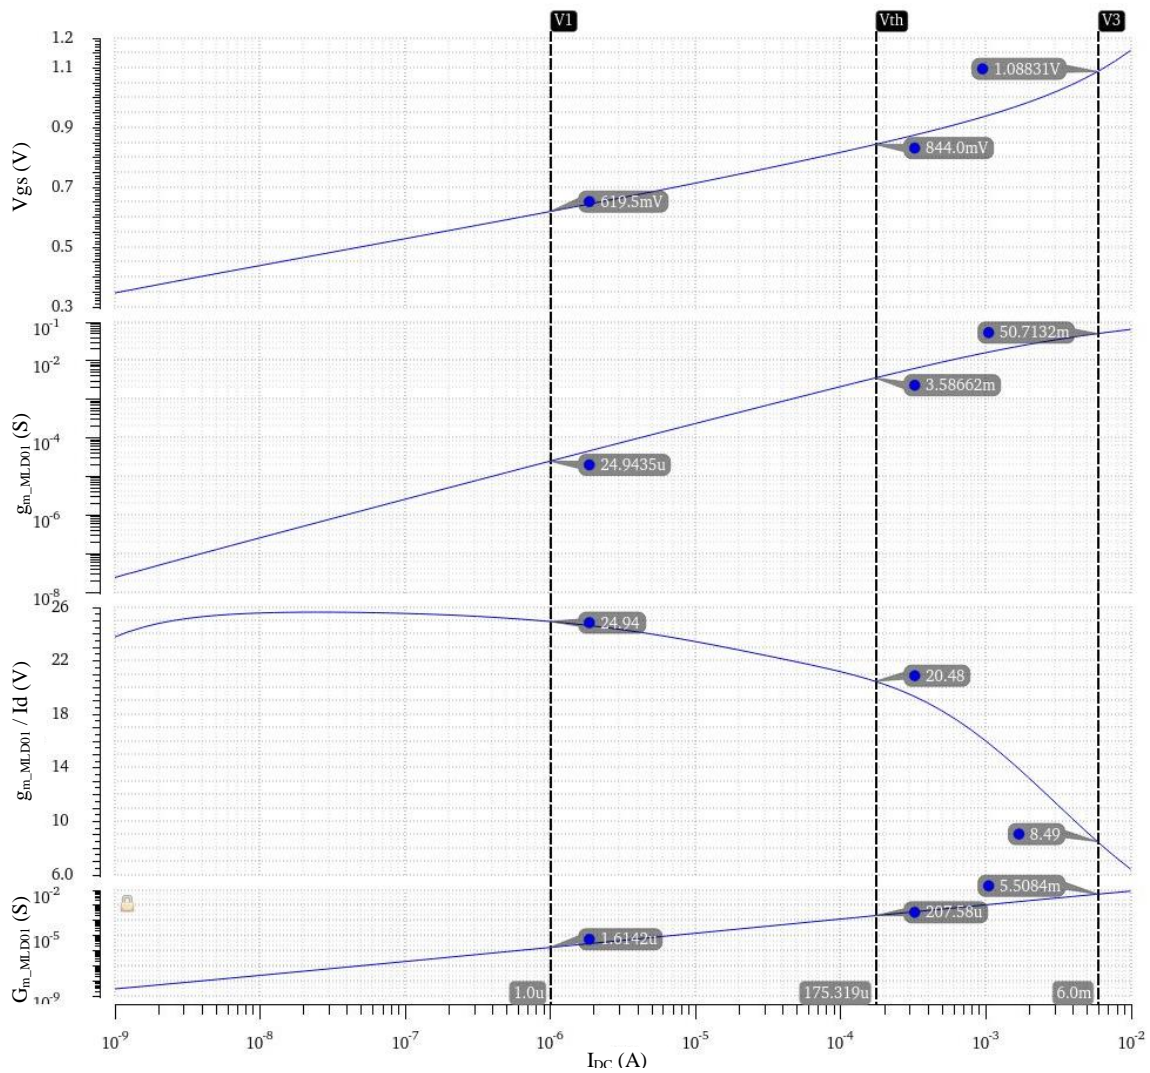 V1
Vth
V3
Vgs (V)
1.2
1.1
0.9
0.7
0.5
0.3
1.08831V
844.0mV
619.5mV
gm_MLD01 (S)
10-1
10-2
10-4
10-6
10-8
50.7132m
3.58662m
24.9435u
gm_MLD01 / Id (V)
26
22
18
14
10
6.0
24.94
20.48
8.49
Gm_MLD01 (S)
10-2
10-5
10-9
5.5084m
207.58u
1.6142u
1.0u
175.319u
6.0m
10-9
10-8
10-7
10-6
10-5
10-4
10-3
10-2
IDC (A)